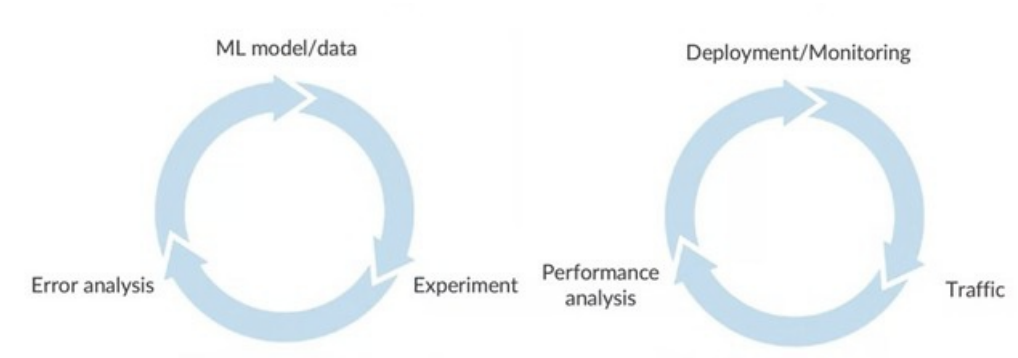 ML model/data
Experiment
Error analysis
Deployment/Monitoring
Traffic
Performance
analysis